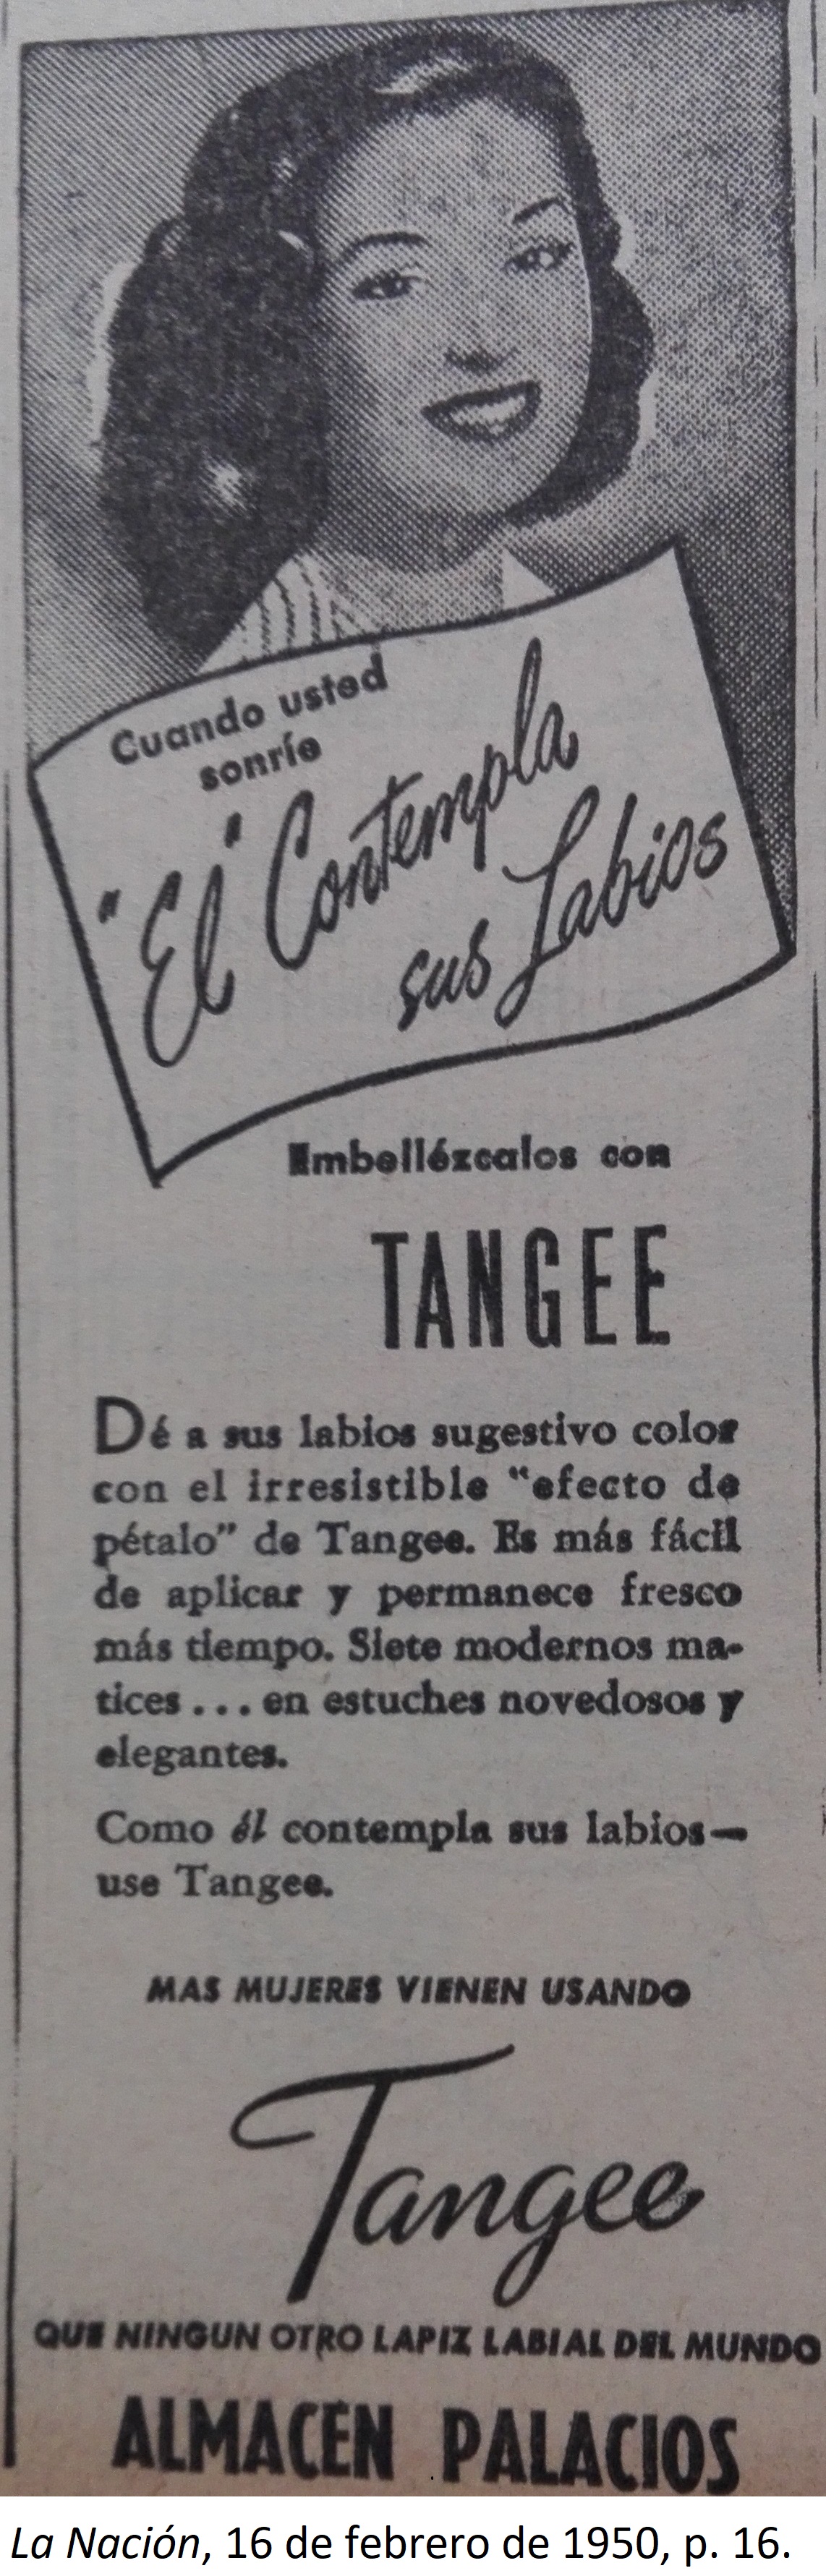 Cuando usted
sonríe
"El" Contempla
sus Labios
Embellézcalos con
TANGEE
Dé a sus labios sugestivo color
con el irresistible "efecto de
pétalo" de Tangee. Es más fácil
de aplicar y permanece fresco
más tiempo. Siete modernos ma-
tices ... en estuches novedosos y
elegantes.
Como él contempla sus labios—
use Tangee.
MAS MUJERES VIENEN USANDO
Tangee
QUE NINGUN OTRO LAPIZ LABIAL DEL MUNDO
ALMACEN PALACIOS
La Nación, 16 de febrero de 1950, p. 16.